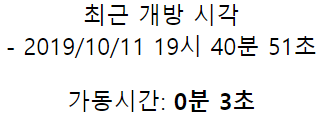 최근 개방 시각
- 2019/10/11 19시 40분 51초
가동시간: 0분 3초